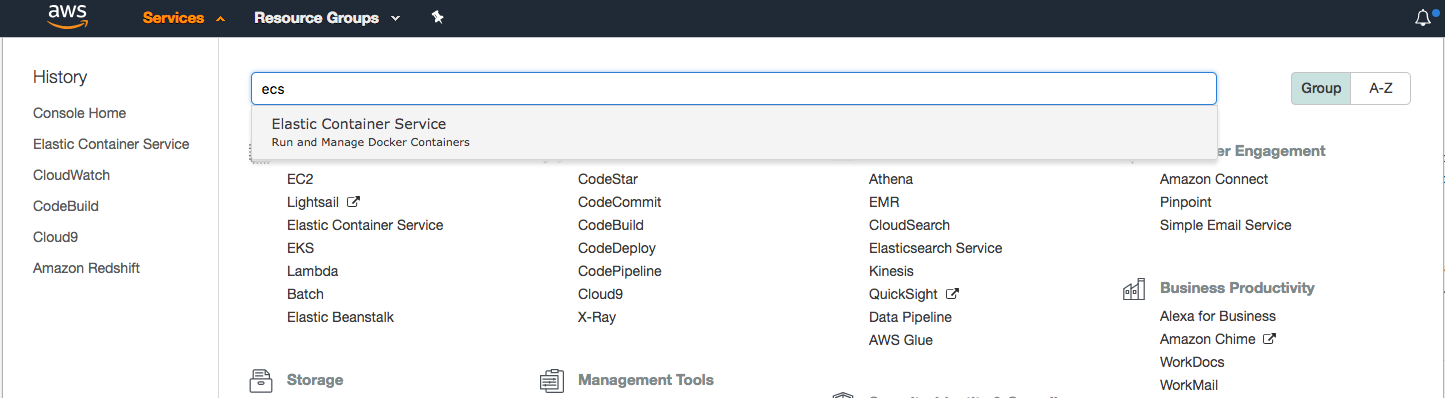 aws
Services
Resource Groups
History
Console Home
Elastic Container Service
CloudWatch
CodeBuild
Cloud9
Amazon Redshift
ecs
Group
A-Z
Elastic Container Service
Run and Manage Docker Containers
EC2
Lightsail
Elastic Container Service
EKS
Lambda
Batch
Elastic Beanstalk
Storage
CodeStar
CodeCommit
CodeBuild
CodeDeploy
CodePipeline
Cloud9
X-Ray
Management Tools
Athena
EMR
CloudSearch
Elasticsearch Service
Kinesis
QuickSight
Data Pipeline
AWS Glue
er Engagement
Amazon Connect
Pinpoint
Simple Email Service
Business Productivity
Alexa for Business
Amazon Chime
WorkDocs
WorkMail